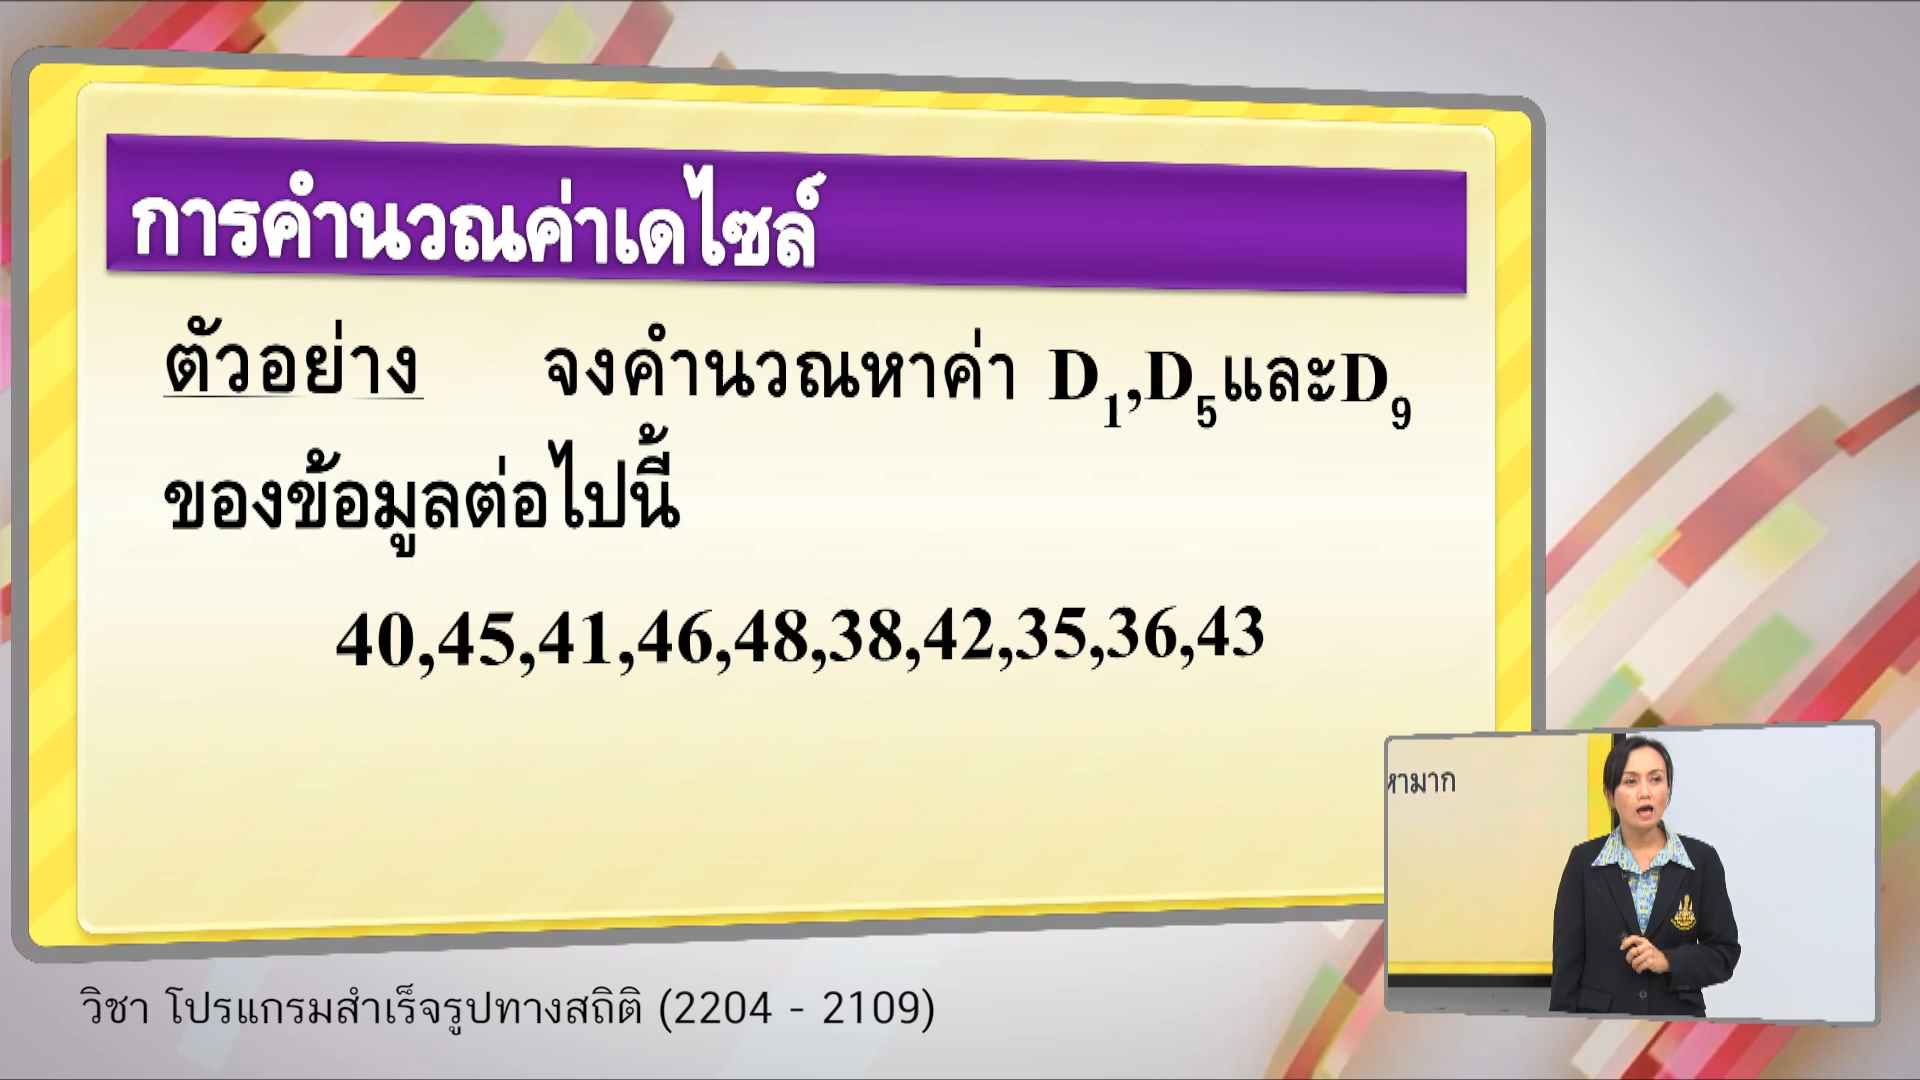 การคำนวณค่าเดไซล์
ตัวอย่าง จงคำนวณหาค่า D1,D5และD9
ของข้อมูลต่อไปนี้
40,45,41,46,48,38,42,35,36,43
หามาก
วิชา โปรแกรมสำเร็จรูปทางสถิติ (2204 - 2109)